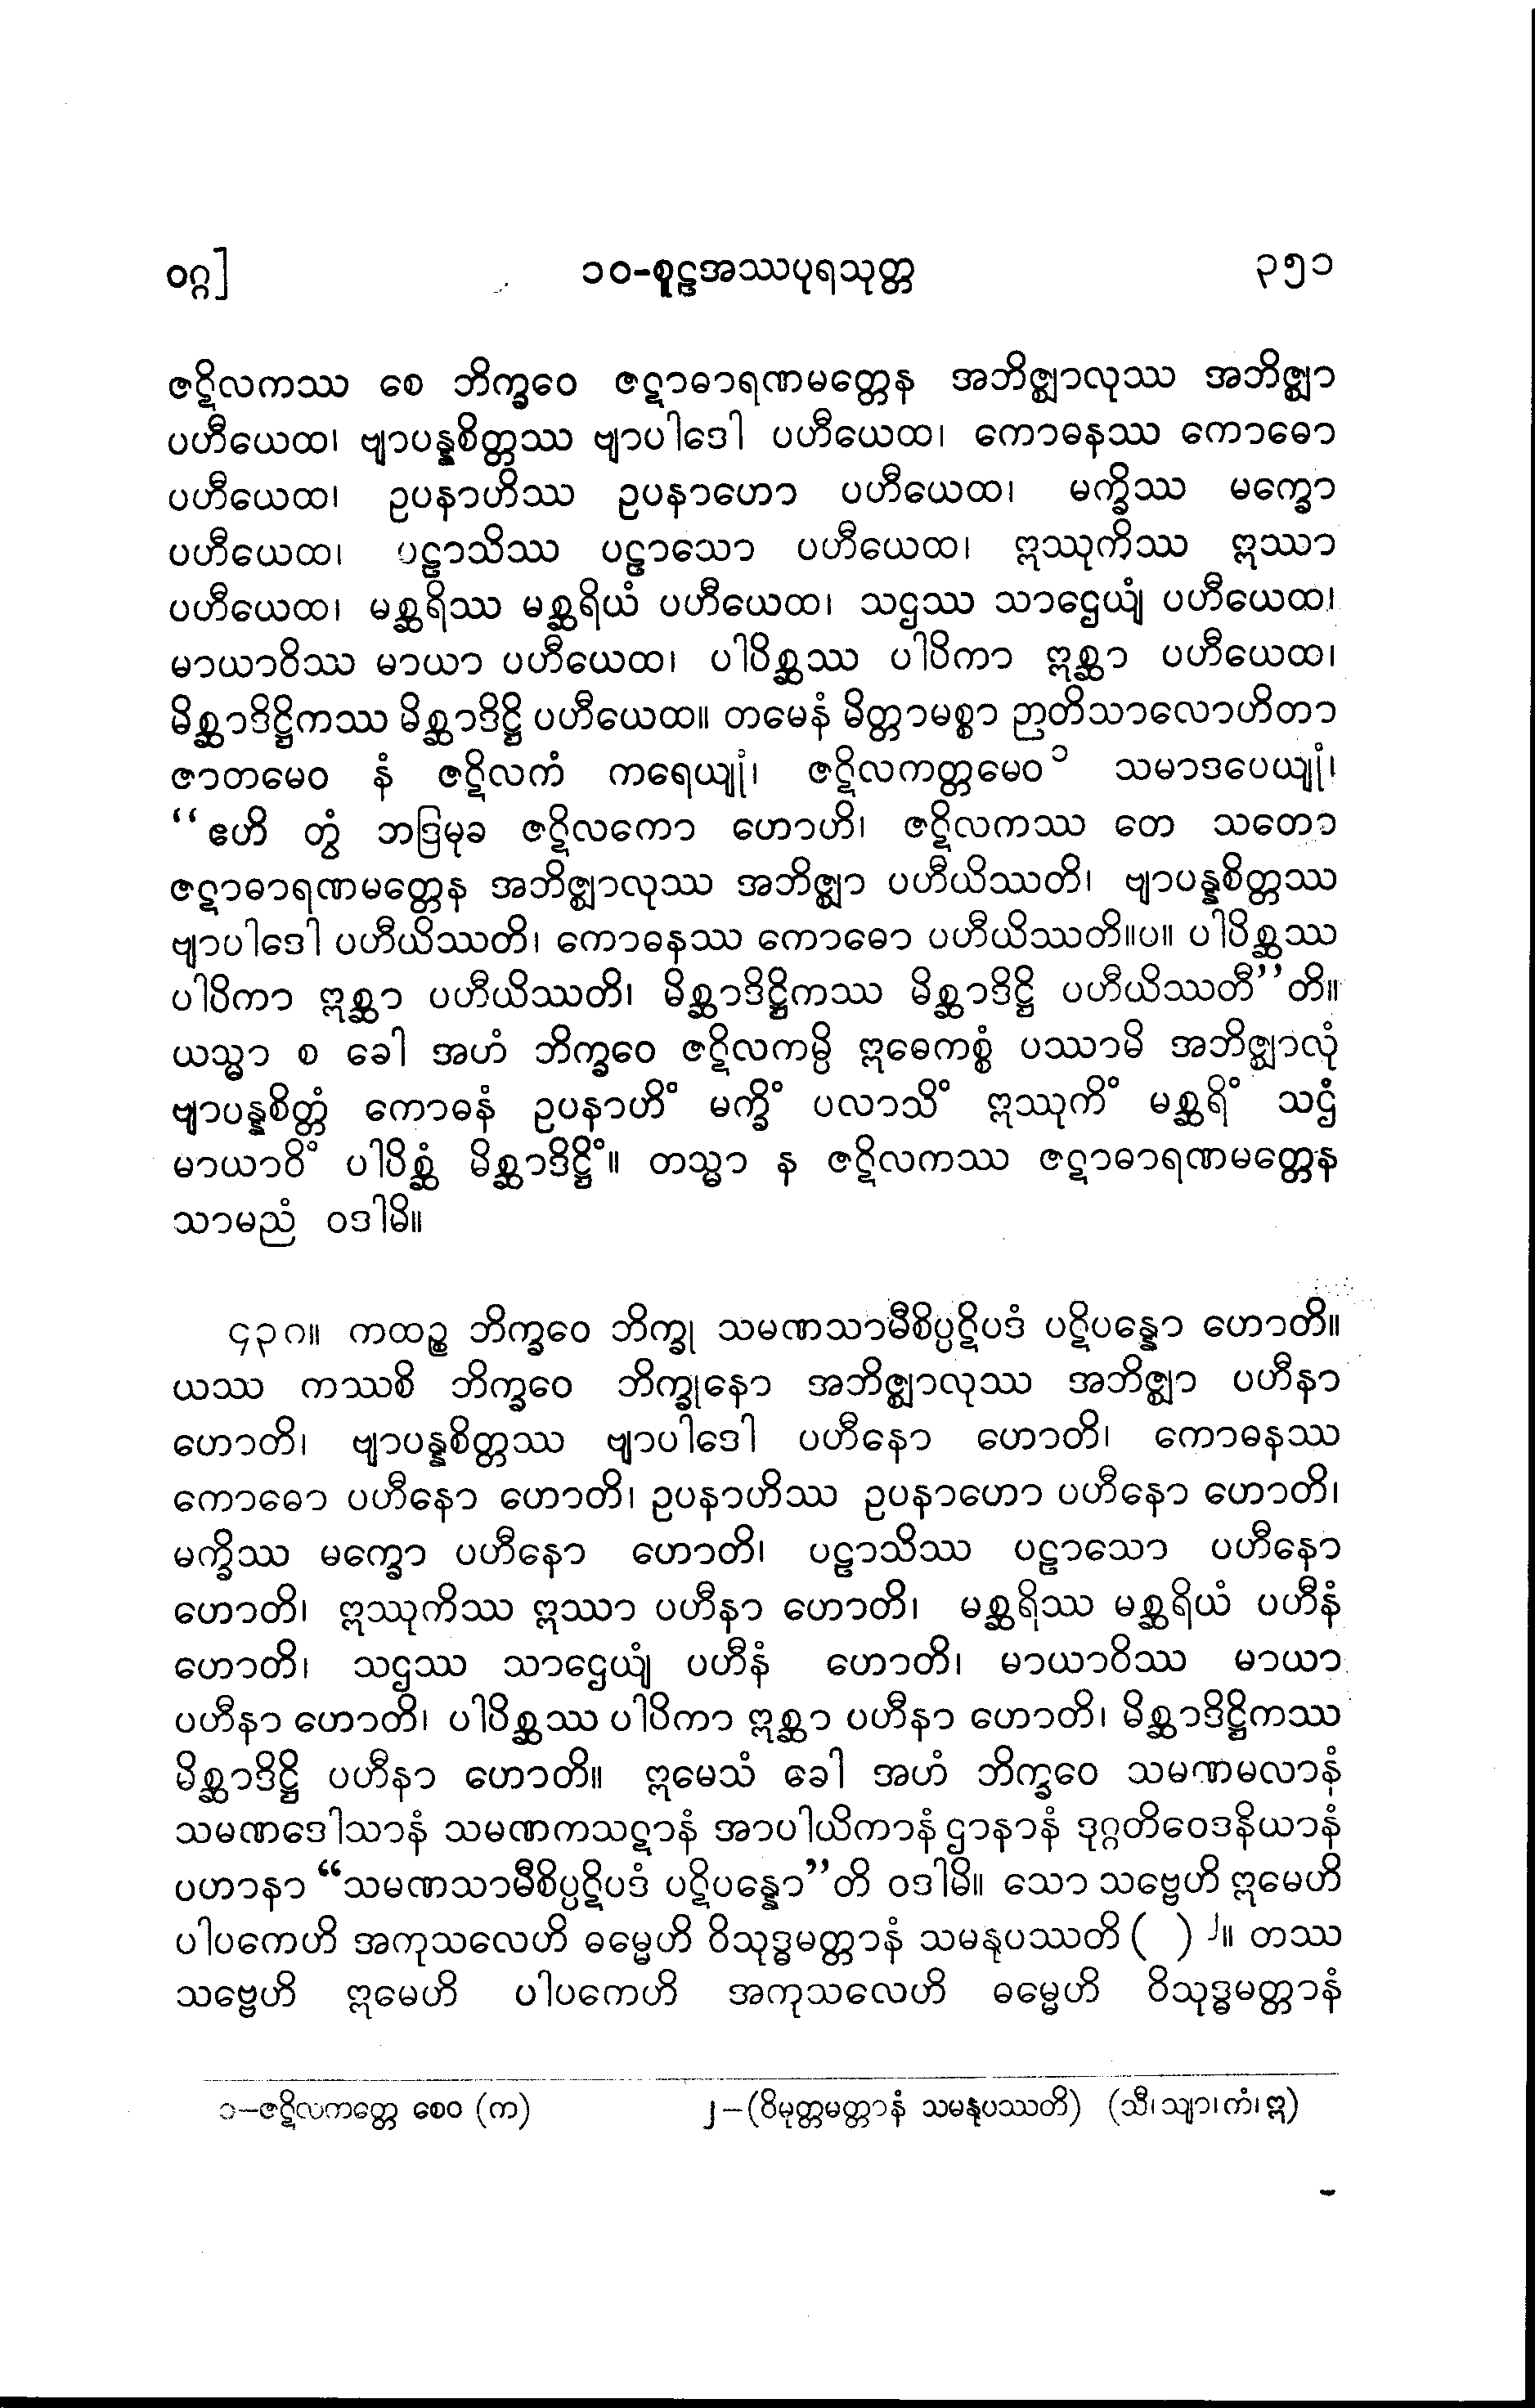 ဝဂ္ဂ]
၁၀-စူဠအဿပုရသုတ္တ
၃၅၁
ဇဋိလကဿ စေ ဘိက္ခဝေ ဇဋာဓာရဏမတ္တေန အဘိဇ္ဈာလုဿ အဘိဇ္ဈာ
ပဟီယေထ၊ ဗျာပန္နစိတ္တဿ ဗျာပါဒေါ ပဟီယေထ၊ ကောဓနဿ ကောဓော
ပဟီယေထ၊ ဥပနာဟိဿ ဥပနာဟော ပဟီယေထ၊ မက္ခိဿ မက္ခော
ပဟီယေထ၊ ပဠာသိဿ ပဠာသော ပဟီယေထ၊ ဣဿုကိဿ ဣဿာ
ပဟီယေထ၊ မစ္ဆရိဿ မစ္ဆရိယံ ပဟီယေထ၊ သဌဿ သာဌေယျံ ပဟီယေထ၊
မာယာဝိဿ မာယာ ပဟီယေထ၊ ပါပိစ္ဆဿ ပါပိကာ ဣစ္ဆာ ပဟီယေထ၊
မိစ္ဆာဒိဋ္ဌိကဿ မိစ္ဆာဒိဋ္ဌိ ပဟီယေထ။ တမေနံ မိတ္တာမစ္စာ ဉာတိသာလောဟိတာ
ဇာတမေဝ နံ ဇဋိလကံ ကရေယျုံ၊ ဇဋိလကတ္တမေဝ ၁ သမာဒပေယျုံ၊
“ဧဟိ တွံ ဘဒြမုခ ဇဋိလကော ဟောဟိ၊ ဇဋိလကဿ တေ သတော
ဇဋာဓာရဏမတ္တေန အဘိဇ္ဈာလုဿ အဘိဇ္ဈာ ပဟီယိဿတိ၊ ဗျာပန္နစိတ္တဿ
ဗျာပါဒေါ ပဟီယိဿတိ၊ ကောဓနဿ ကောဓော ပဟီယိဿတိ။ပ။ ပါပိစ္ဆဿ
ပါပိကာ ဣစ္ဆာ ပဟီယိဿတိ၊ မိစ္ဆာဒိဋ္ဌိကဿ မိစ္ဆာဒိဋ္ဌိ ပဟီယိဿတီ”တိ။
ယသ္မာ စ ခေါ အဟံ ဘိက္ခဝေ ဇဋိလကမ္ပိ ဣဓေကစ္စံ ပဿာမိ အဘိဇ္ဈာလုံ
ဗျာပန္နစိတ္တံ ကောဓနံ ဥပနာဟိံ မက္ခိံ ပလာသိံ ဣဿုကိံ မစ္ဆရိံ သဌံ
မာယာဝိံ ပါပိစ္ဆံ မိစ္ဆာဒိဋ္ဌိံ။ တသ္မာ န ဇဋိလကဿ ဇဋာဓာရဏမတ္တေန
သာမညံ ဝဒါမိ။
၄၃၈။ ကထဉ္စ ဘိက္ခဝေ ဘိက္ခု သမဏသာမီစိပ္ပဋိပဒံ ပဋိပန္နော ဟောတိ။
ယဿ ကဿစိ ဘိက္ခဝေ ဘိက္ခုနော အဘိဇ္ဈာလုဿ အဘိဇ္ဈာ ပဟီနာ
ဟောတိ၊ ဗျာပန္နစိတ္တဿ ဗျာပါဒေါ ပဟီနော ဟောတိ၊ ကောဓနဿ
ကောဓော ပဟီနော ဟောတိ၊ ဥပနာဟိဿ ဥပနာဟော ပဟီနော ဟောတိ၊
မက္ခိဿ မက္ခော ပဟီနော ဟောတိ၊ ပဠာသိဿ ပဠာသော ပဟီနော
ဟောတိ၊ ဣဿုကိဿ ဣဿာ ပဟီနာ ဟောတိ၊ မစ္ဆရိဿ မစ္ဆရိယံ ပဟီနံ
ဟောတိ၊ သဌဿ သာဌေယျံ ပဟီနံ ဟောတိ၊ မာယာဝိဿ မာယာ
ပဟီနာ ဟောတိ၊ ပါပိစ္ဆဿ ပါပိကာ ဣစ္ဆာ ပဟီနာ ဟောတိ၊ မိစ္ဆာဒိဋ္ဌိကဿ
မိစ္ဆာဒိဋ္ဌိ ပဟီနာ ဟောတိ။ ဣမေသံ ခေါ အဟံ ဘိက္ခဝေ သမဏမလာနံ
သမဏဒေါသာနံ သမဏကသဋာနံ အာပါယိကာနံ ဌာနာနံ ဒုဂ္ဂတိဝေဒနိယာနံ
ပဟာနာ “သမဏသာမီစိပ္ပဋိပဒံ ပဋိပန္နော”တိ ဝဒါမိ။ သော သဗ္ဗေဟိ ဣမေဟိ
ပါပကေဟိ အကုသလေဟိ ဓမ္မေဟိ ဝိသုဒ္ဓမတ္တာနံ သမနုပဿတိ ( ) ၂။ တဿ
သဗ္ဗေဟိ ဣမေဟိ ပါပကေဟိ အကုသလေဟိ ဓမ္မေဟိ ဝိသုဒ္ဓမတ္တာနံ
၁−ဇဋိလကတ္တေ စေဝ (က)
၂−(ဝိမုတ္တမတ္တာနံ သမနုပဿတိ) (သီ၊သျာ၊ကံ၊ဣ)